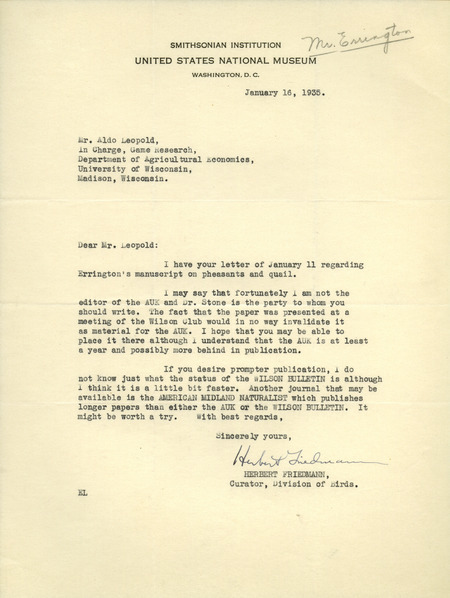 Mr. Errington
SMITHSONIAN INSTITUTION
UNITED STATES NATIONAL MUSEUM
WASHINGTON, D. C.
January 16, 1935.
Mr. Aldo Leopold,
In Charge, Game Research,
Department of Agricultural Economics,
University of Wisconsin,
Madison, Wisconsin.
Dear Mr. Leopold:
I have your letter of January 11 regarding
Errington's manuscript on pheasants and quail.
I may say that fortunately I am not the
editor of the AUK and Dr. Stone is the party to whom you
should write. The fact that the paper was presented at a
meeting of the Wilson Club would in no way invalidate it
as material for the AUK. I hope that you may be able to
place it there although I understand that the AUK is at least
a year and possibly more behind in publication.
If you desire prompter publication, I do
not know just what the status of the WILSON BULLETIN is although
I think it is a little bit faster. Another journal that may be
available is the AMERICAN MIDLAND NATURALIST which publishes
longer papers than either the AUK or the WILSON BULLETIN. It
might be worth a try. With best regards,
Sincerely yours,
Herbert Friedmann
HERBERT FRIEDMANN,
Curator, Division of Birds.
EL